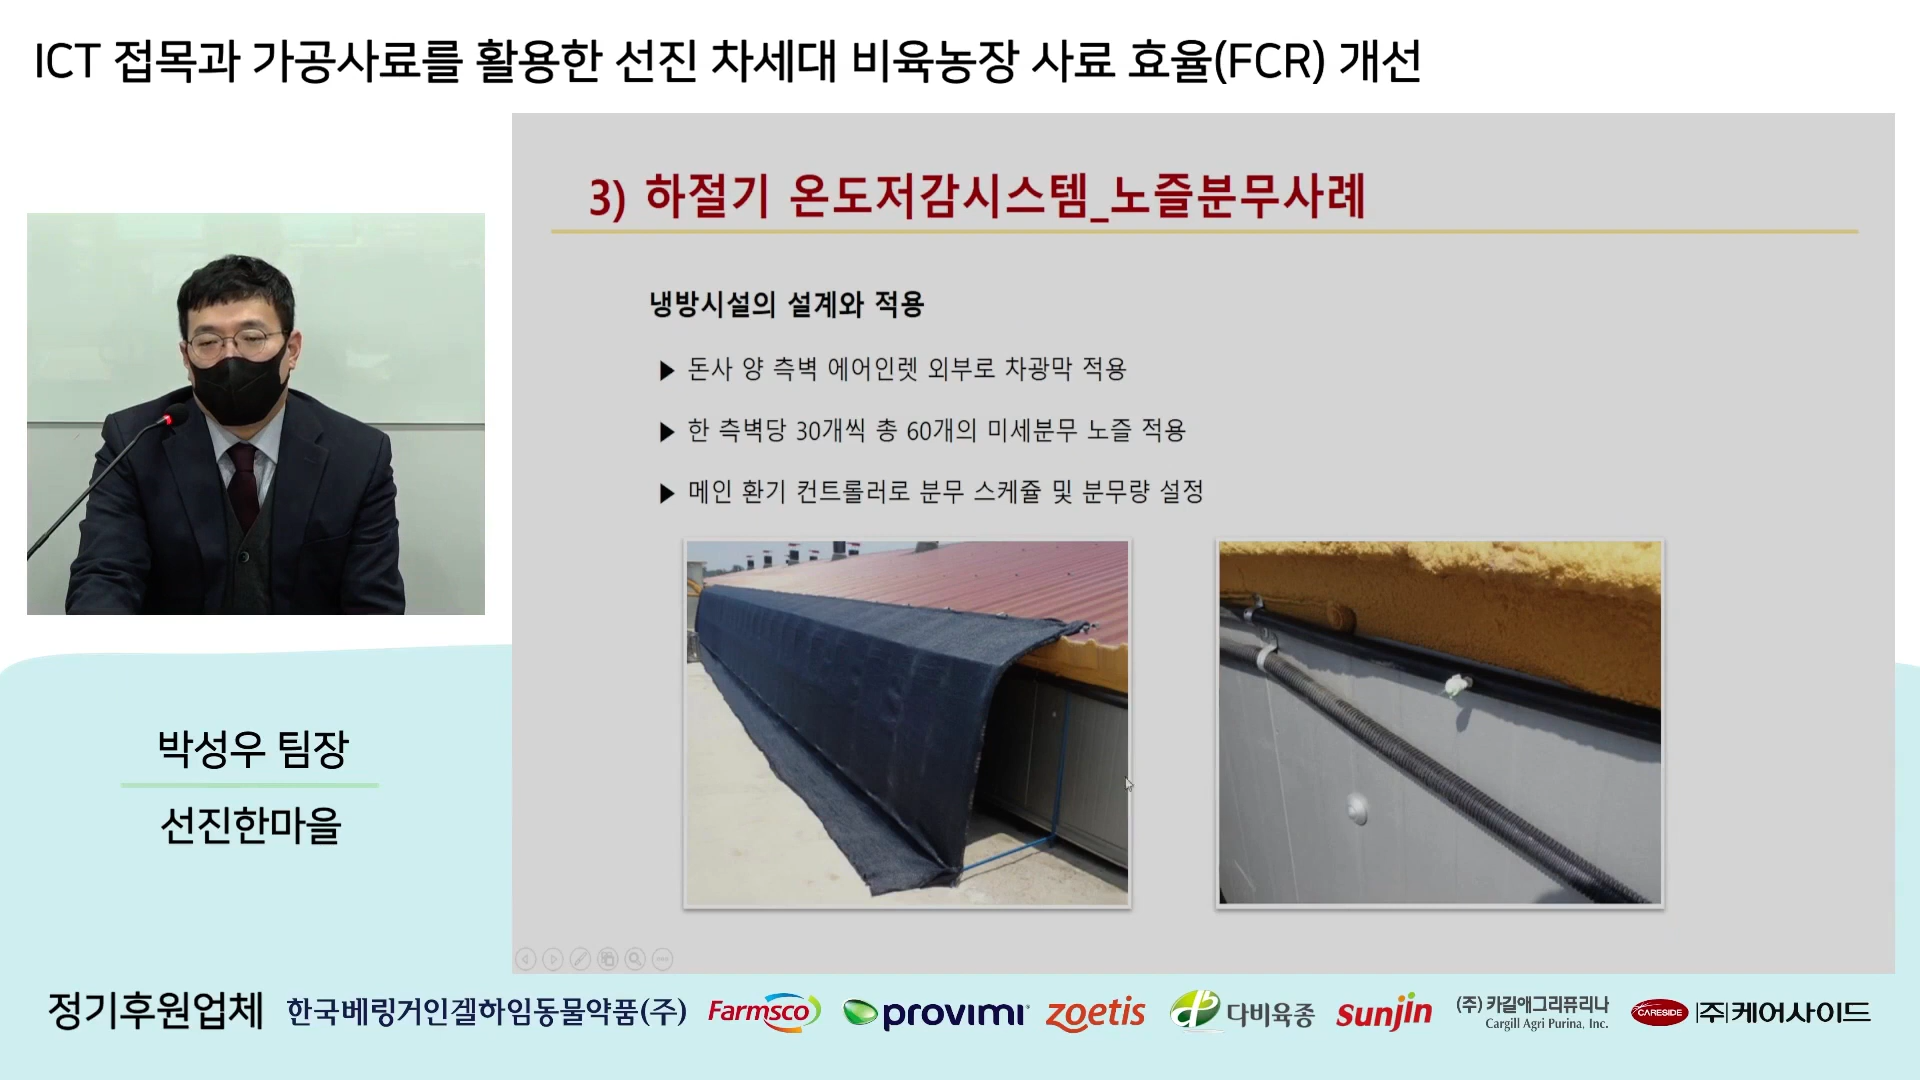 ICT 접목과 가공사료를 활용한 선진 차세대 비육농장 사료 효율(FCR) 개선
3) 하절기 온도저감시스템_노즐분무사례
냉방시설의 설계와 적용
▶ 돈사 양 측벽 에어인렛 외부로 차광막 적용
▶ 한 측벽당 30개씩 총 60개의 미세분무 노즐 적용
▶ 메인 환기 컨트롤러로 분무 스케쥴 및 분무량 설정
박성우 팀장
선진한마을
정기후원업체 한국베링거인겔하임동물약품(주) Farmsco provimi zoetis 다비육종 sunjin (주) 카길애그리퓨리나 Cargill Agri Purina, Inc. CARESIDE (주)케어사이드